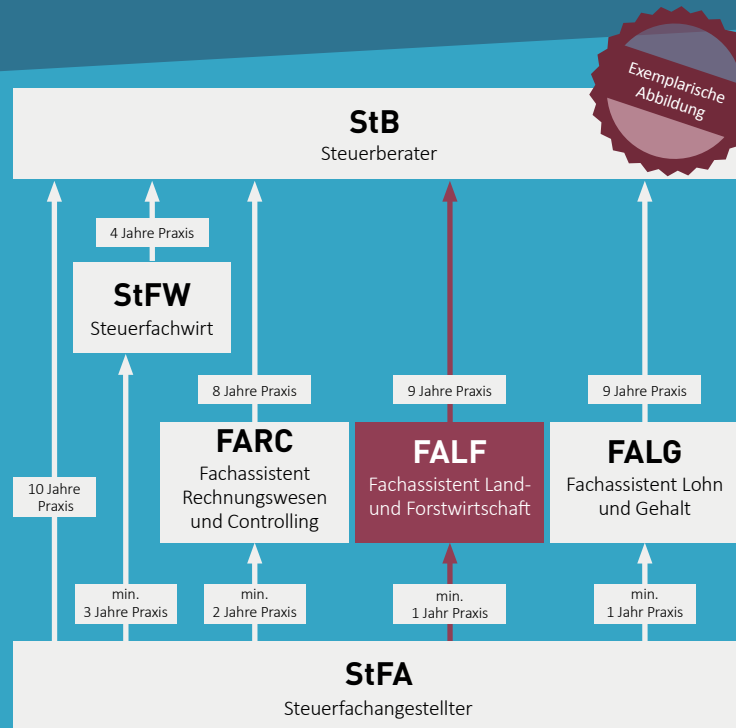 Exemplarische
Abbildung
StB
Steuerberater
4 Jahre Praxis
StFW
Steuerfachwirt
8 Jahre Praxis
9 Jahre Praxis
9 Jahre Praxis
FARC
Fachassistent
Rechnungswesen
und Controlling
FALF
Fachassistent Land-
und Forstwirtschaft
FALG
Fachassistent Lohn
und Gehalt
10 Jahre
Praxis
min.
3 Jahre Praxis
min.
2 Jahre Praxis
min.
1 Jahr Praxis
min.
1 Jahr Praxis
StFA
Steuerfachangestellter